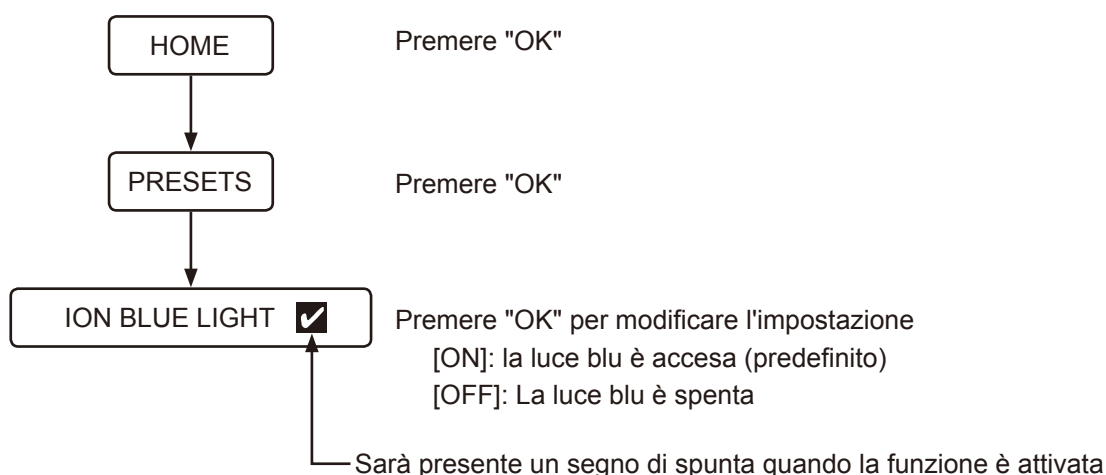 HOME Premere "OK"
PRESETS Premere "OK"
ION BLUE LIGHT ✔ Premere "OK" per modificare l'impostazione
[ON]: la luce blu è accesa (predefinito)
[OFF]: La luce blu è spenta
Sarà presente un segno di spunta quando la funzione è attivata